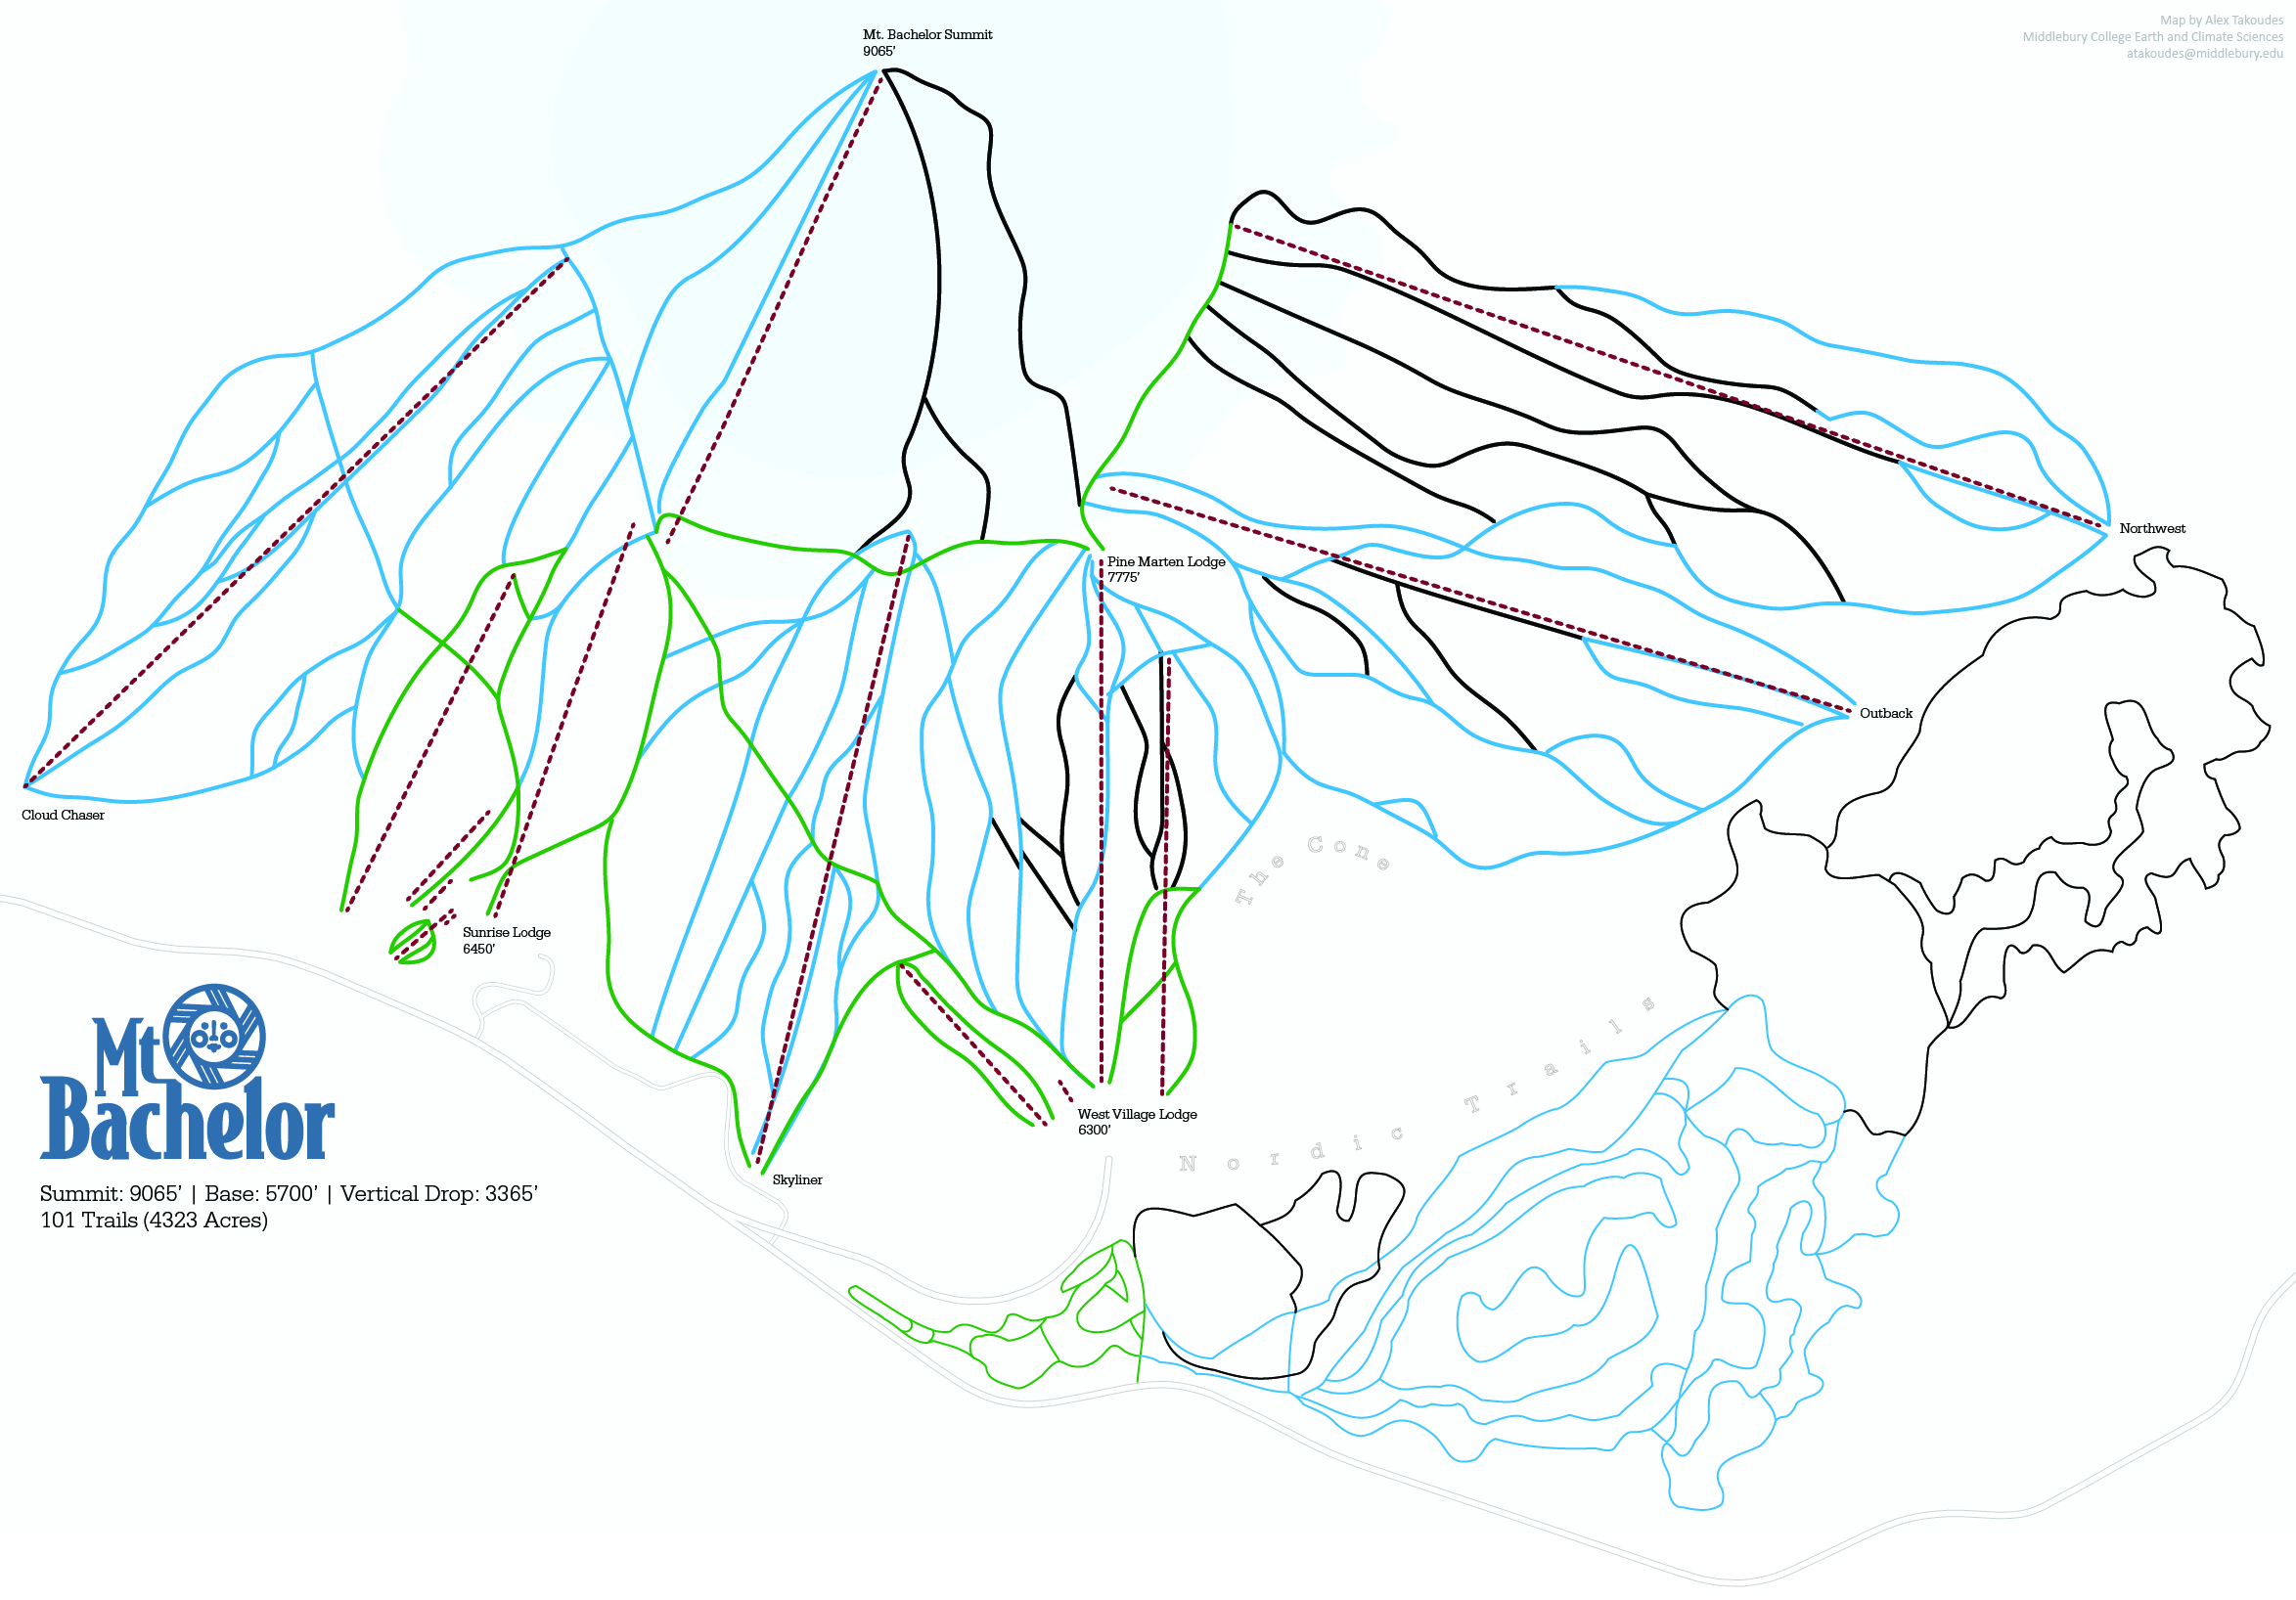 Map by Alex Takoudes
Middlebury College Earth and Climate Sciences
atakoudes@middlebury.edu
Mt. Bachelor Summit
9065’
Northwest
Pine Marten Lodge
7775’
Outback
Cloud Chaser
The Cone
Sunrise Lodge
6450’
Nordic Trails
West Village Lodge
6300’
Skyliner
Mt
Bachelor
Summit: 9065’ | Base: 5700’ | Vertical Drop: 3365’
101 Trails (4323 Acres)